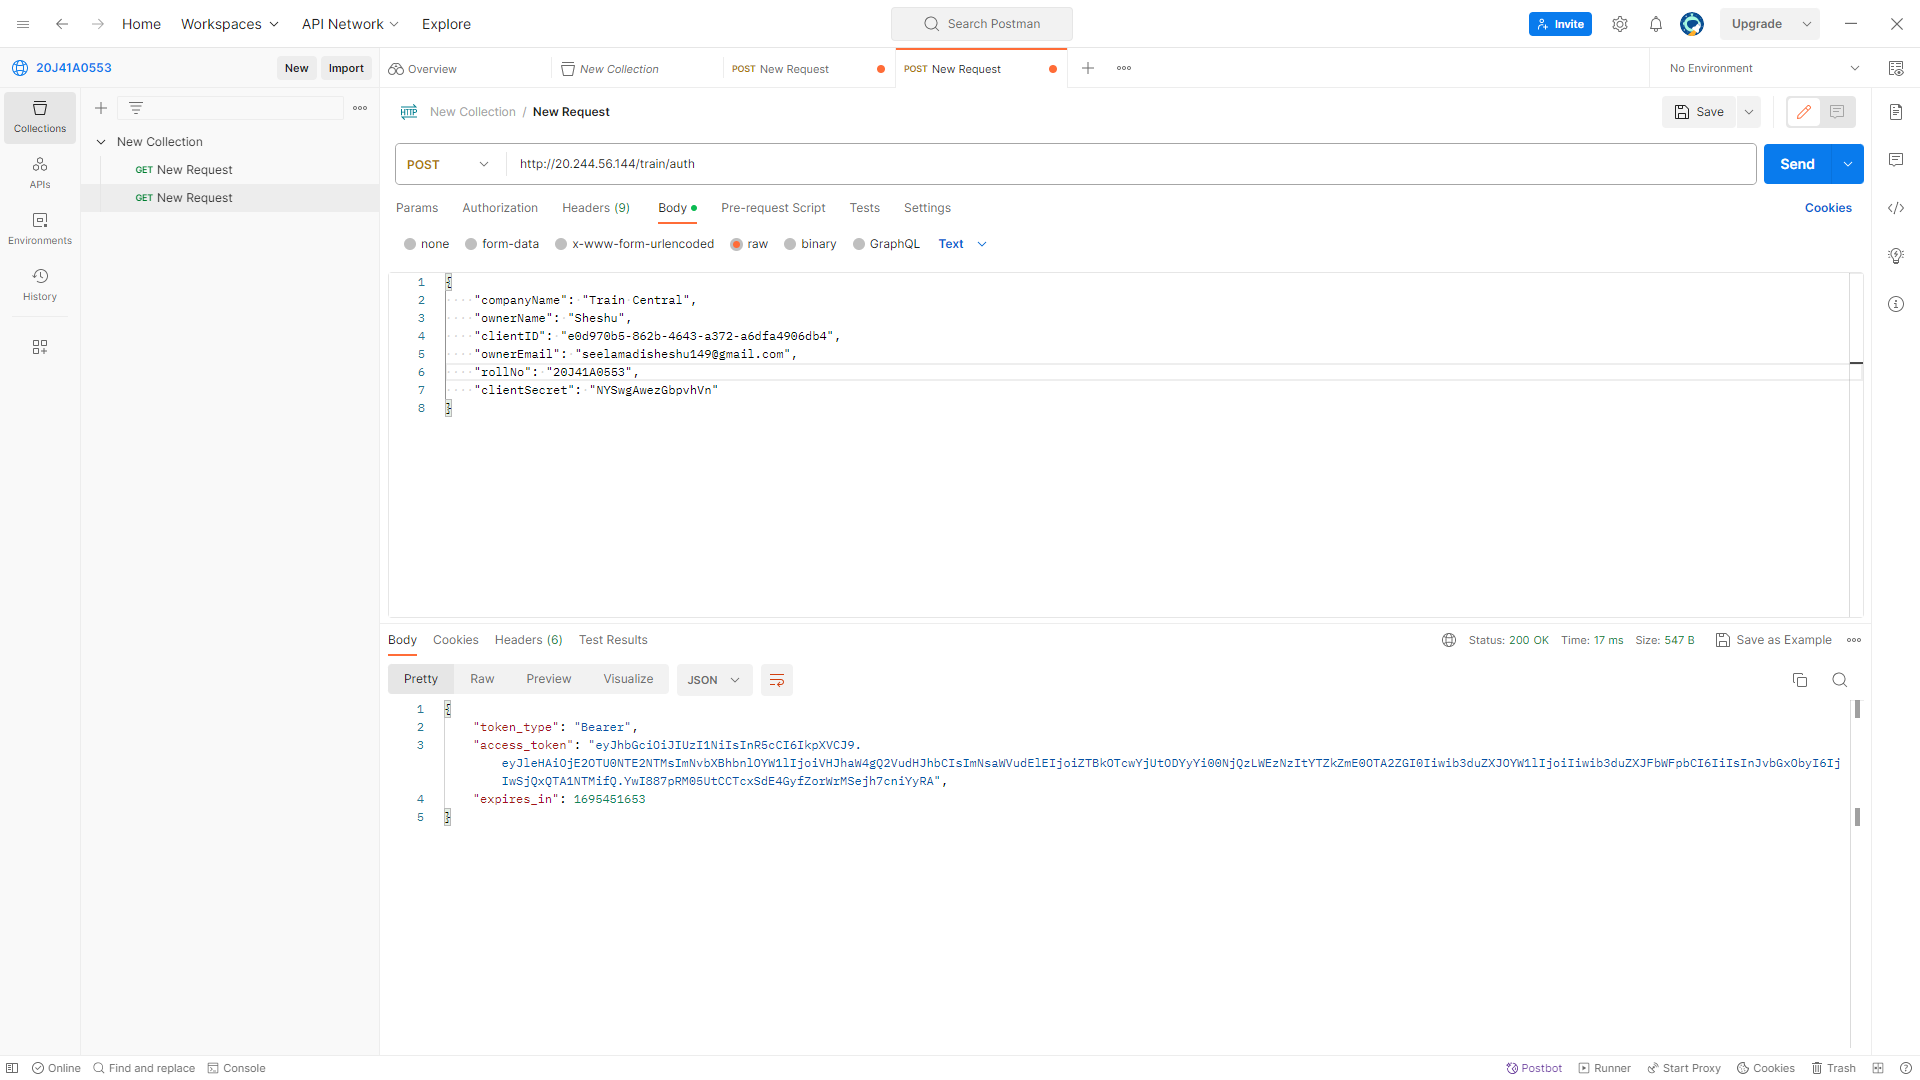 Home Workspaces API Network Explore Search Postman Invite Upgrade
20J41A0553 New Import Overview New Collection POST New Request POST New Request No Environment
Collections
APIs
Environments
History
New Collection
GET New Request
GET New Request
New Collection / New Request Save
POST http://20.244.56.144/train/auth Send
Params Authorization Headers (9) Body Pre-request Script Tests Settings Cookies
none form-data x-www-form-urlencoded raw binary GraphQL Text
1 {
2 "companyName": "Train Central",
3 "ownerName": "Sheshu",
4 "clientID": "e0d970b5-862b-4643-a372-a6dfa4906db4",
5 "ownerEmail": "seelamadisheshu149@gmail.com",
6 "rollNo": "20J41A0553",
7 "clientSecret": "NYSwgAwezGbpvhVn"
8 }
Body Cookies Headers (6) Test Results Status: 200 OK Time: 17 ms Size: 547 B Save as Example
Pretty Raw Preview Visualize JSON
1 {
2 "token_type": "Bearer",
3 "access_token": "eyJhbGciOiJIUzI1NiIsInR5cCI6IkpXVCJ9.
eyJleHAiOjE2OTU0NTE2NTMsImNvbXBhbnlOYW1lIjoiVHJhaW4gQ2VudHJhbCIsImNsaWVudElEIjoiZTBkOTcwYjUtODYyYi00NjQzLWEzNzItYTZkZmE0OTA2ZGI0Iiwib3duZXJOYW1lIjoiIiwib3duZXJFbWFpbCI6IiIsInJvbGxObyI6Ij
IwSjQxQTA1NTMifQ.YwI887pRM05UtCCTcxSdE4GyfZorWrMSejh7cniYyRA",
4 "expires_in": 1695451653
5 }
Online Find and replace Console Postbot Runner Start Proxy Cookies Trash